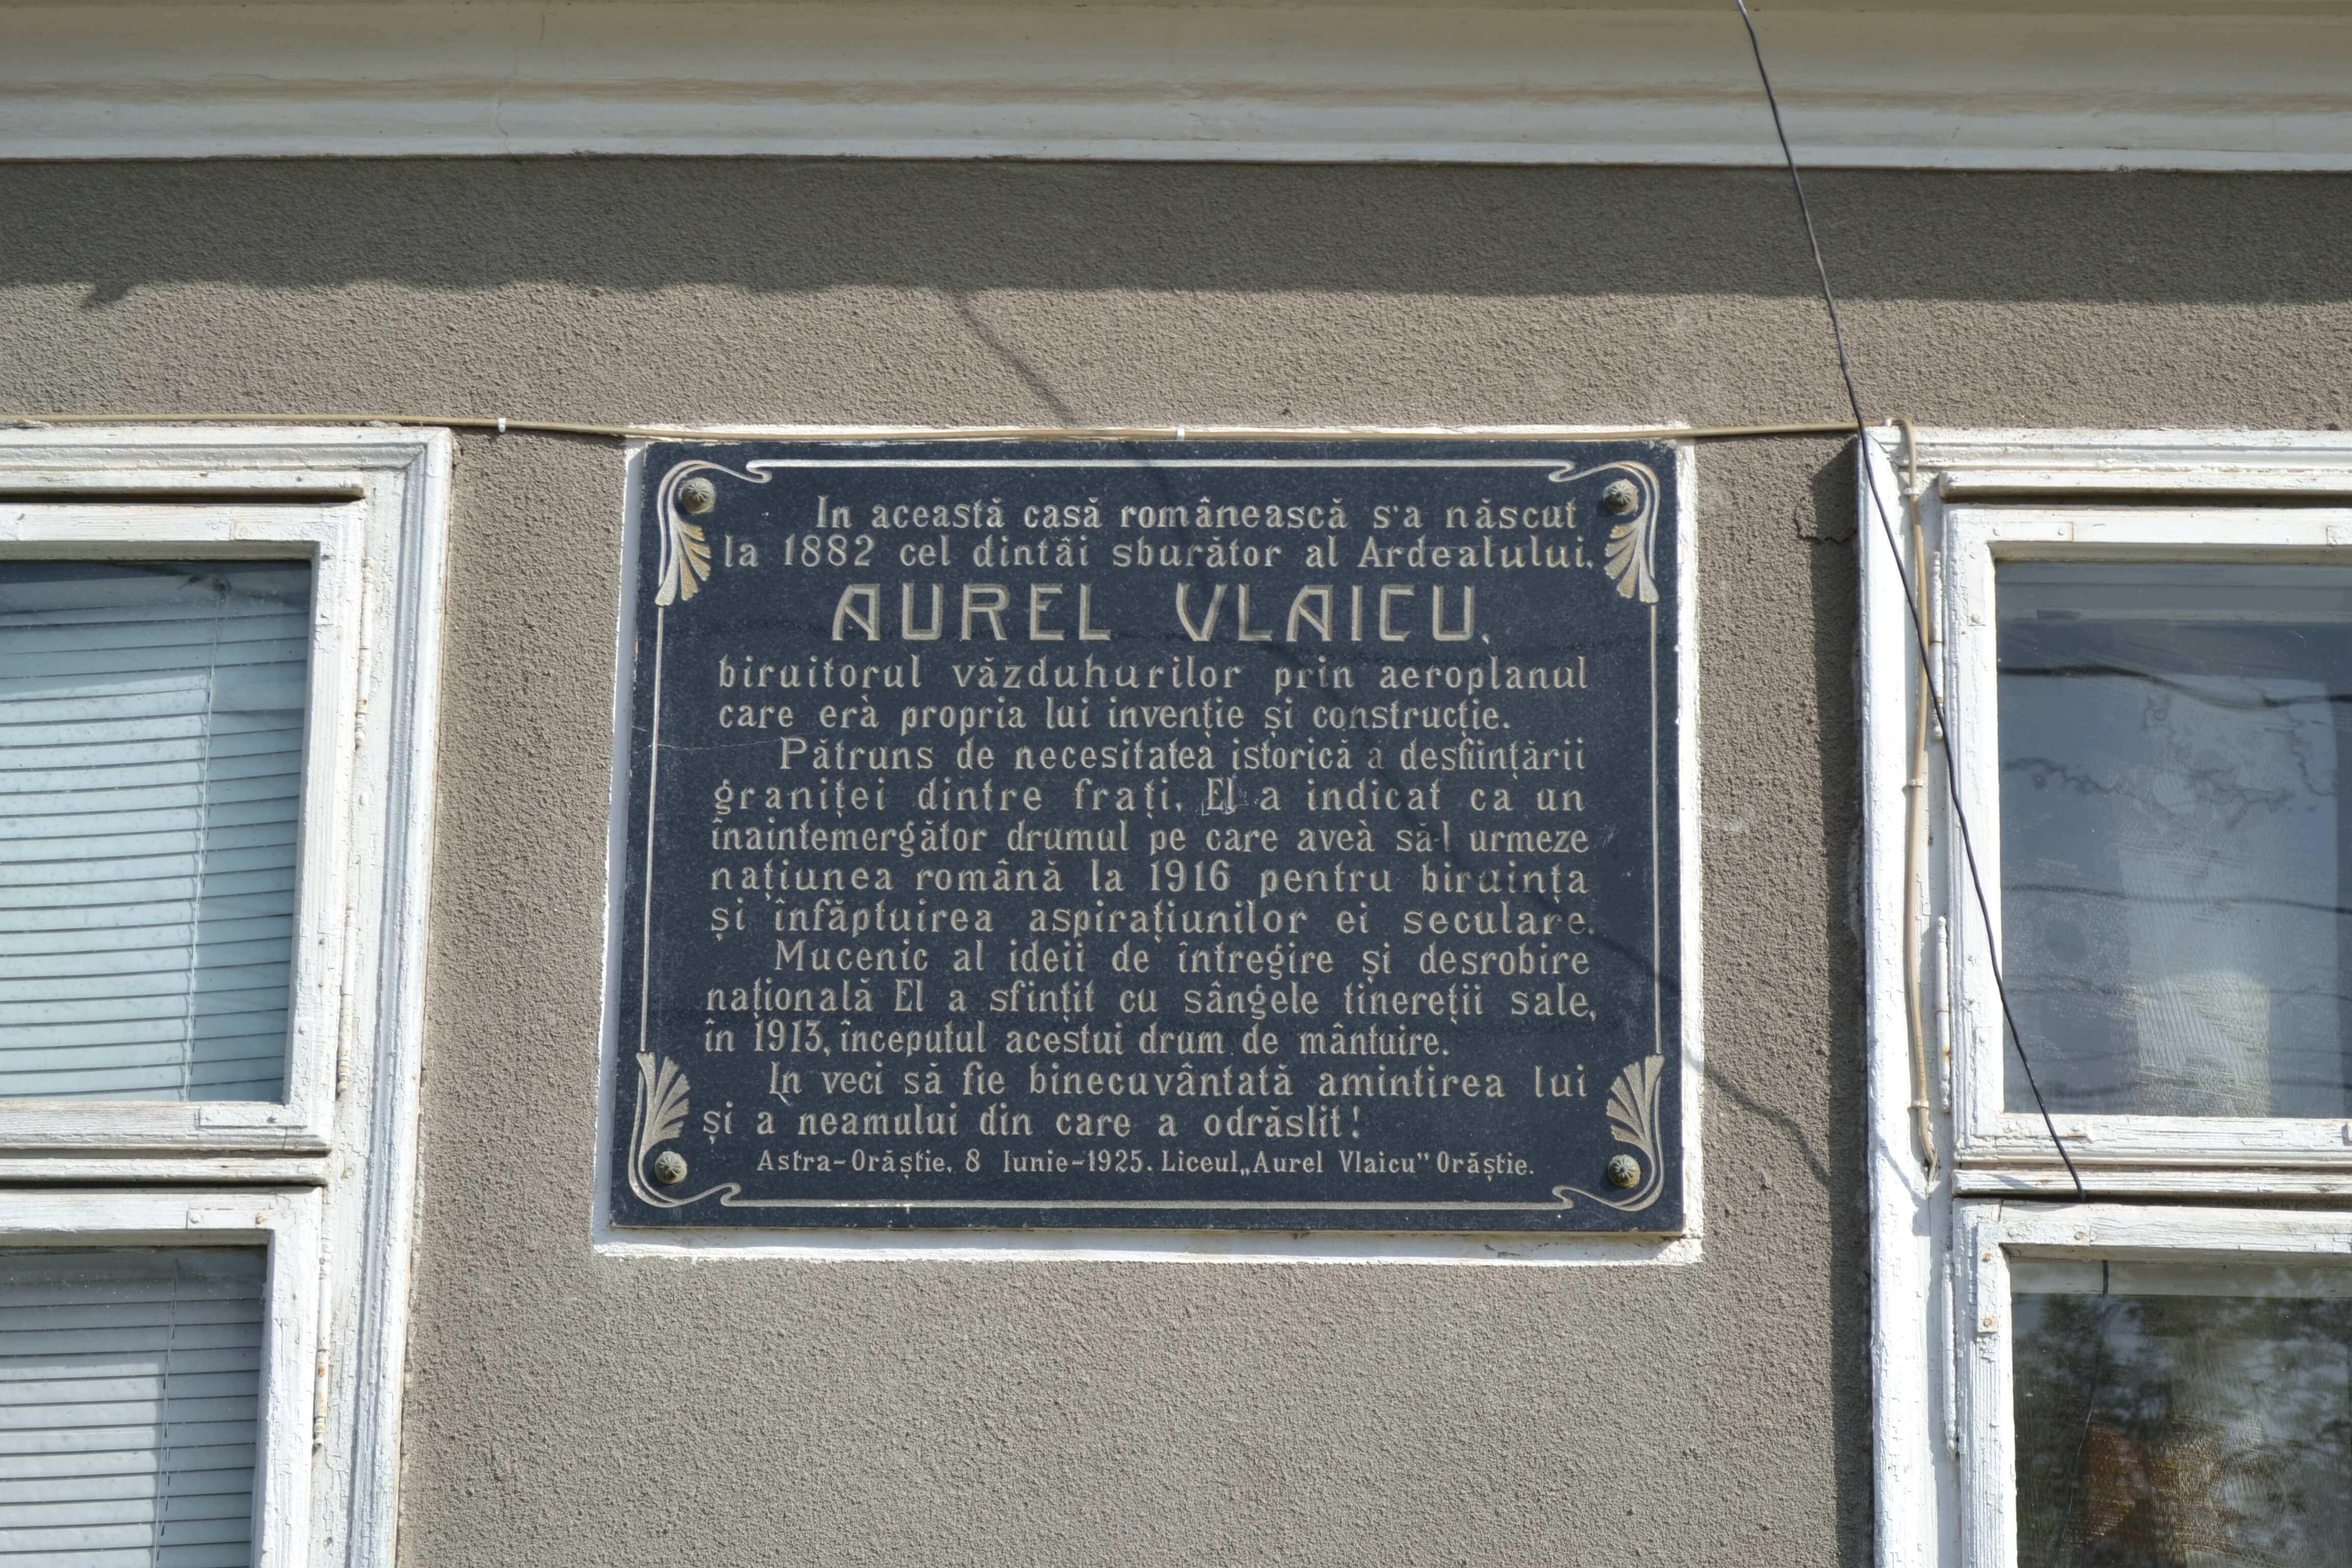 In această casă românească s'a născut
la 1882 cel dintâi sburător al Ardealului,
AUREL VLAICU,
biruitorul văzduhurilor prin aeroplanul
care erà propria lui invenție și construcție.
Pătruns de necesitatea istorică a desființării
graniței dintre frați, El a indicat ca un
înaintemergător drumul pe care aveà să-l urmeze
națiunea română la 1916 pentru biruința
și înfăptuirea aspirațiunilor ei seculare.
Mucenic al ideii de întregire și desrobire
națională El a sfințit cu sângele tinereții sale,
în 1913, începutul acestui drum de mântuire.
In veci să fie binecuvântată amintirea lui
și a neamului din care a odrăslit!
Astra-Orăștie, 8 Iunie-1925. Liceul „Aurel Vlaicu" Orăștie.